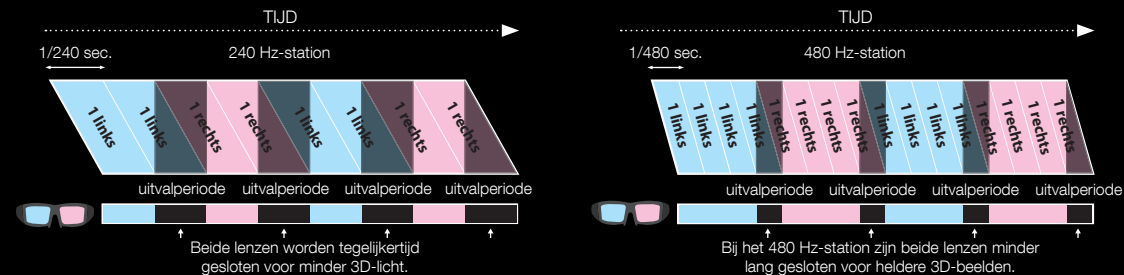 TIJD
1/240 sec.
240 Hz-station
1 links
1 links
1 rechts
1 rechts
1 links
1 links
1 rechts
1 rechts
uitvalperiode
uitvalperiode
uitvalperiode
uitvalperiode
Beide lenzen worden tegelijkertijd
gesloten voor minder 3D-licht.
TIJD
1/480 sec.
480 Hz-station
1 links
1 links
1 links
1 links
1 rechts
1 rechts
1 rechts
1 rechts
1 links
1 links
1 links
1 links
1 rechts
1 rechts
1 rechts
1 rechts
uitvalperiode
uitvalperiode
uitvalperiode
uitvalperiode
Bij het 480 Hz-station zijn beide lenzen minder
lang gesloten voor heldere 3D-beelden.